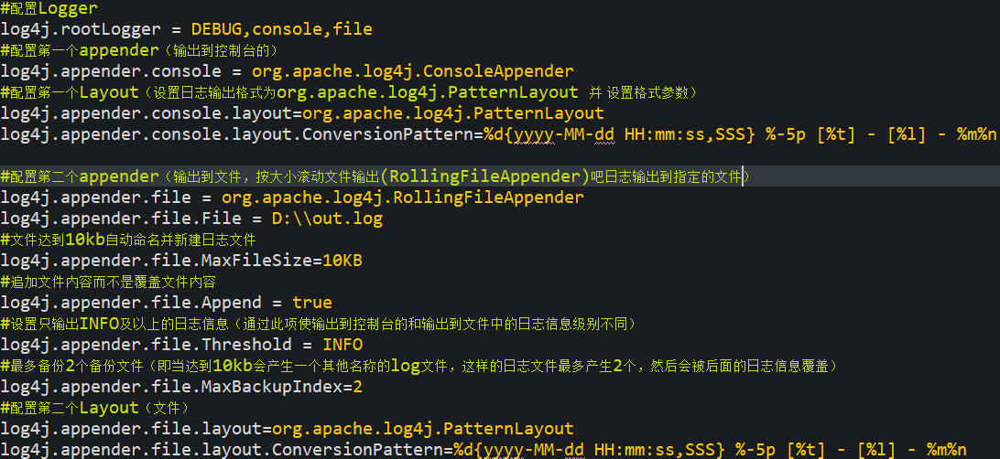 #配置Logger
log4j.rootLogger = DEBUG,console,file
#配置第一个appender（输出到控制台的）
log4j.appender.console = org.apache.log4j.ConsoleAppender
#配置第一个Layout（设置日志输出格式为org.apache.log4j.PatternLayout 并 设置格式参数）
log4j.appender.console.layout=org.apache.log4j.PatternLayout
log4j.appender.console.layout.ConversionPattern=%d{yyyy-MM-dd HH:mm:ss,SSS} %-5p [%t] - [%l] - %m%n
#配置第二个appender（输出到文件，按大小滚动文件输出(RollingFileAppender)吧日志输出到指定的文件）
log4j.appender.file = org.apache.log4j.RollingFileAppender
log4j.appender.file.File = D:\\out.log
#文件达到10kb自动命名并新建日志文件
log4j.appender.file.MaxFileSize=10KB
#追加文件内容而不是覆盖文件内容
log4j.appender.file.Append = true
#设置只输出INFO及以上的日志信息（通过此项使输出到控制台的和输出到文件中的日志信息级别不同）
log4j.appender.file.Threshold = INFO
#最多备份2个备份文件（即当达到10kb会产生一个其他名称的log文件，这样的日志文件最多产生2个，然后会被后面的日志信息覆盖）
log4j.appender.file.MaxBackupIndex=2
#配置第二个Layout（文件）
log4j.appender.file.layout=org.apache.log4j.PatternLayout
log4j.appender.file.layout.ConversionPattern=%d{yyyy-MM-dd HH:mm:ss,SSS} %-5p [%t] - [%l] - %m%n